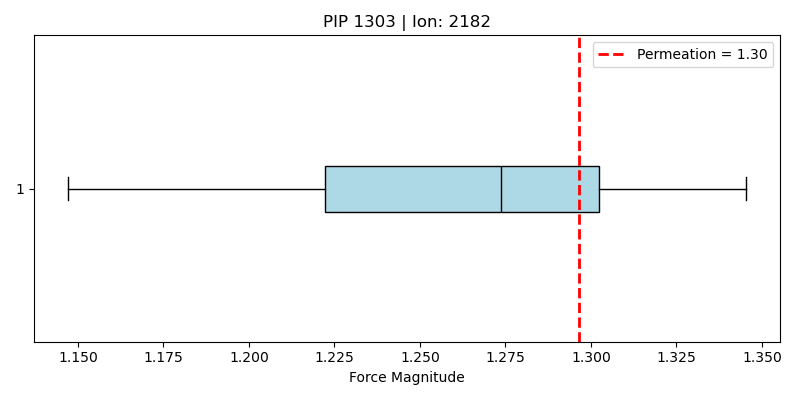 PIP 1303 | Ion: 2182
Permeation = 1.30
1
1.150 1.175 1.200 1.225 1.250 1.275 1.300 1.325 1.350
Force Magnitude